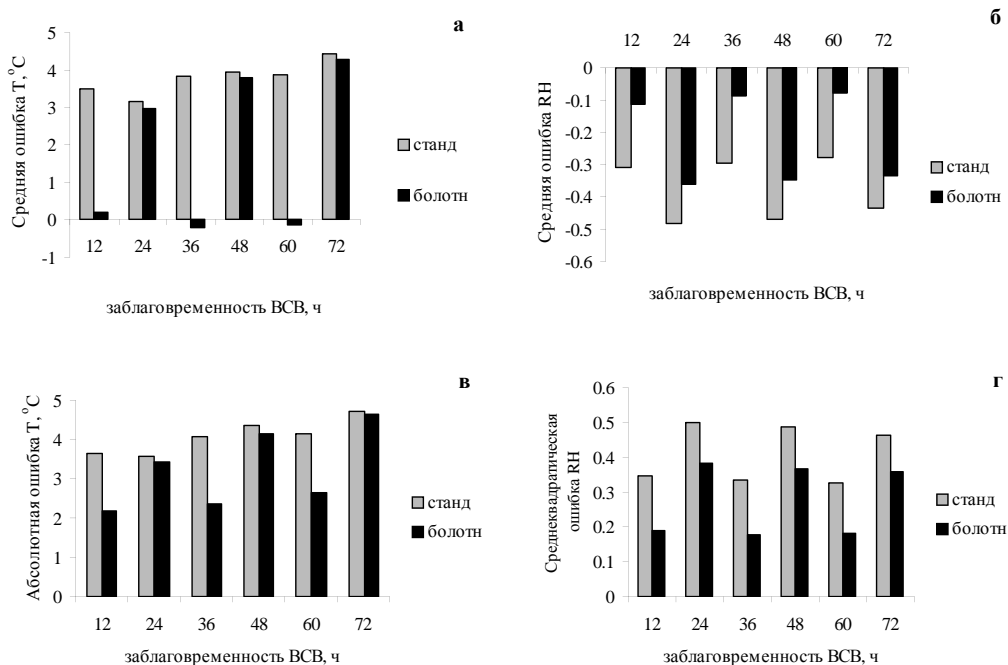 а
Средняя ошибка T, °C
5
4
3
2
1
0
-1
12 24 36 48 60 72
станд
болотн
заблаговременность ВСВ, ч
б
Средняя ошибка RH
12 24 36 48 60 72
0
-0.1
-0.2
-0.3
-0.4
-0.5
-0.6
станд
болотн
заблаговременность ВСВ, ч
в
Абсолютная ошибка T, °C
5
4
3
2
1
0
12 24 36 48 60 72
станд
болотн
заблаговременность ВСВ, ч
г
Среднеквадратическая
ошибка RH
0.6
0.5
0.4
0.3
0.2
0.1
0
12 24 36 48 60 72
станд
болотн
заблаговременность ВСВ, ч